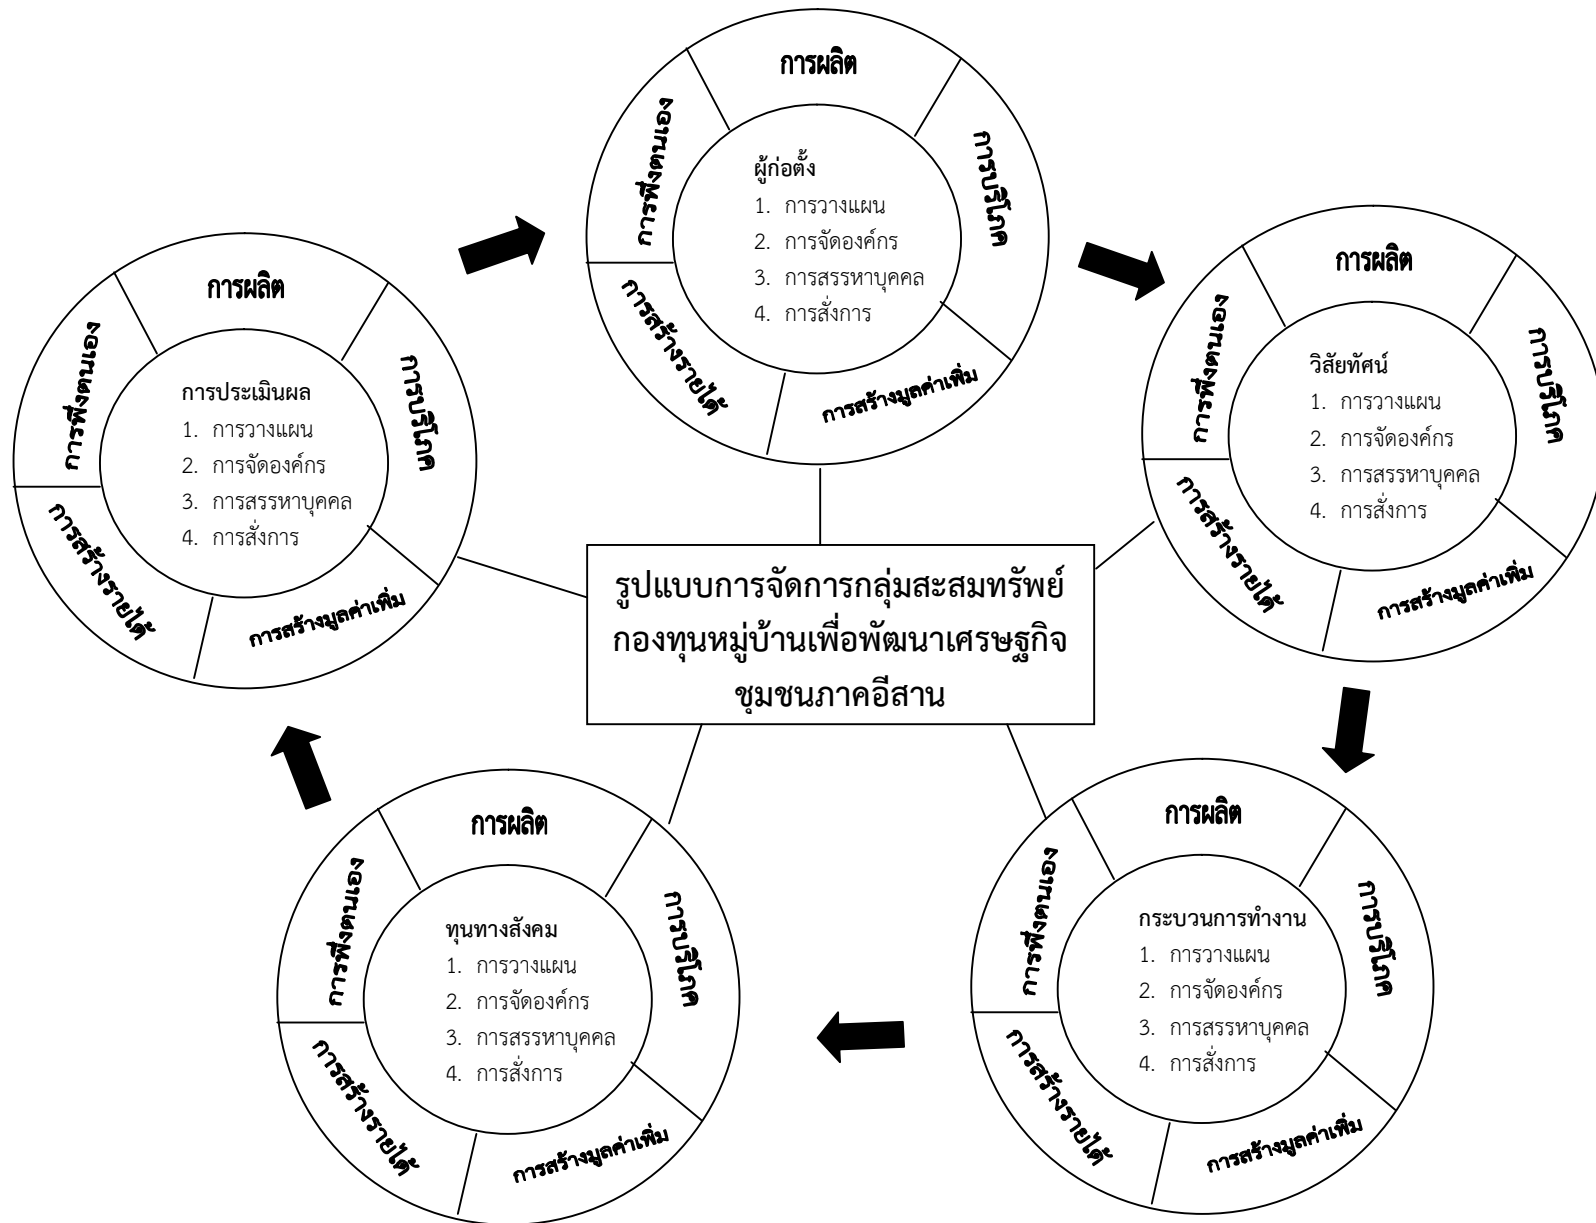 การผลิต
การบริโภค
การสร้างมูลค่าเพิ่ม
การสร้างรายได้
การพึ่งตนเอง
ผู้ก่อตั้ง
1. การวางแผน
2. การจัดองค์กร
3. การสรรหาบุคคล
4. การสั่งการ
การผลิต
การบริโภค
การสร้างมูลค่าเพิ่ม
การสร้างรายได้
การพึ่งตนเอง
วิสัยทัศน์
1. การวางแผน
2. การจัดองค์กร
3. การสรรหาบุคคล
4. การสั่งการ
การผลิต
การบริโภค
การสร้างมูลค่าเพิ่ม
การสร้างรายได้
การพึ่งตนเอง
การประเมินผล
1. การวางแผน
2. การจัดองค์กร
3. การสรรหาบุคคล
4. การสั่งการ
รูปแบบการจัดการกลุ่มสะสมทรัพย์
กองทุนหมู่บ้านเพื่อพัฒนาเศรษฐกิจ
ชุมชนภาคอีสาน
การผลิต
การบริโภค
การสร้างมูลค่าเพิ่ม
การสร้างรายได้
การพึ่งตนเอง
ทุนทางสังคม
1. การวางแผน
2. การจัดองค์กร
3. การสรรหาบุคคล
4. การสั่งการ
การผลิต
การบริโภค
การสร้างมูลค่าเพิ่ม
การสร้างรายได้
การพึ่งตนเอง
กระบวนการทำงาน
1. การวางแผน
2. การจัดองค์กร
3. การสรรหาบุคคล
4. การสั่งการ